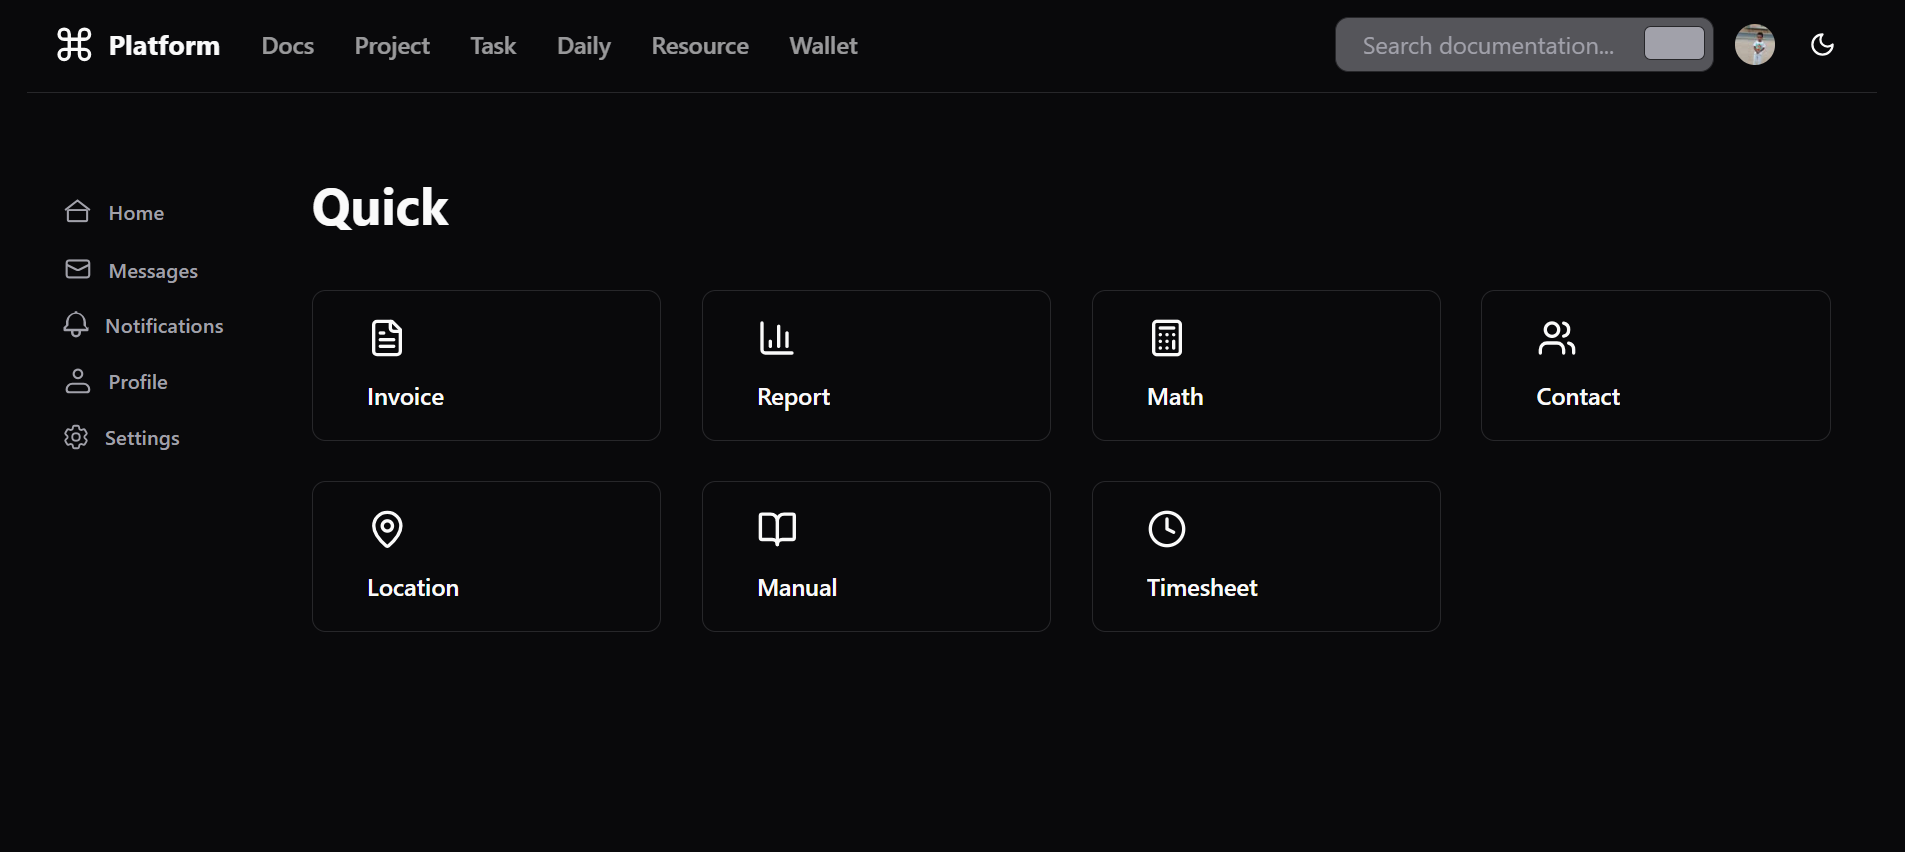 Platform Docs Project Task Daily Resource Wallet Search documentation...
Home
Messages
Notifications
Profile
Settings
Quick
Invoice Report Math Contact
Location Manual Timesheet